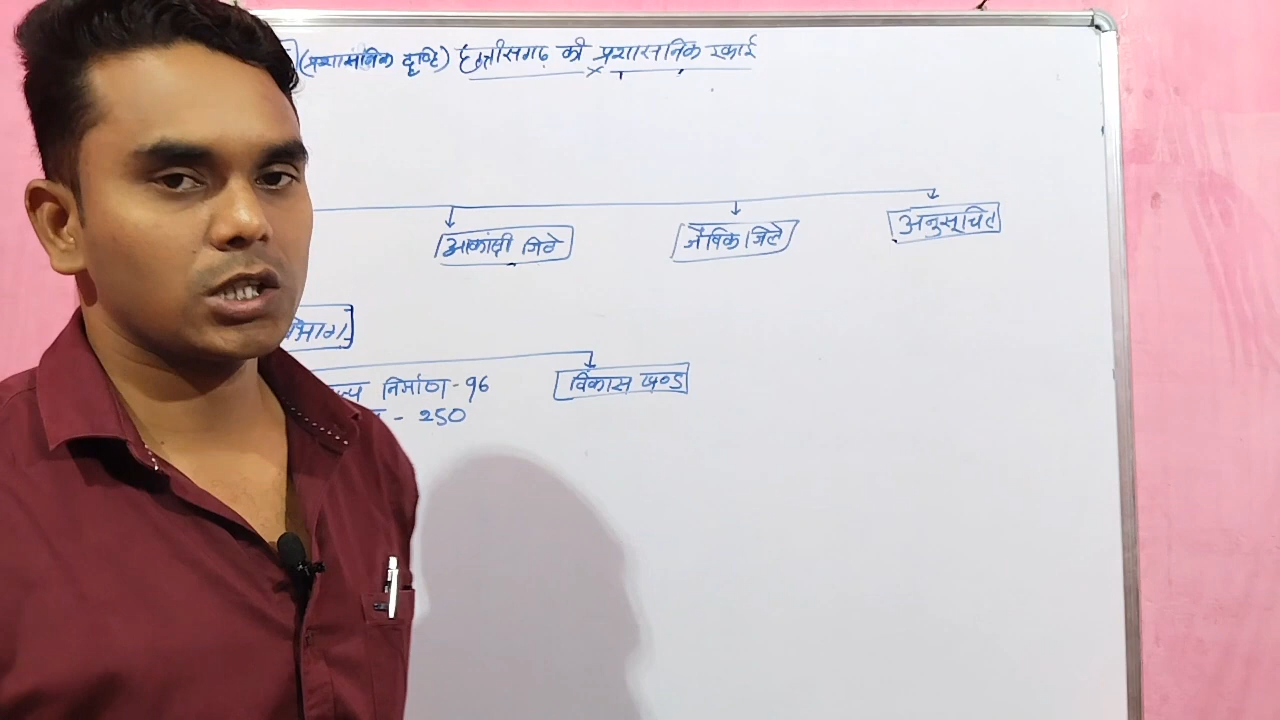 (प्रशासनिक दृष्टि) छत्तीसगढ़ की प्रशासनिक इकाई
आकांक्षी जिले
जैविक जिले
अनुसूचित
निर्माण - 96
- 250
विकास खण्ड